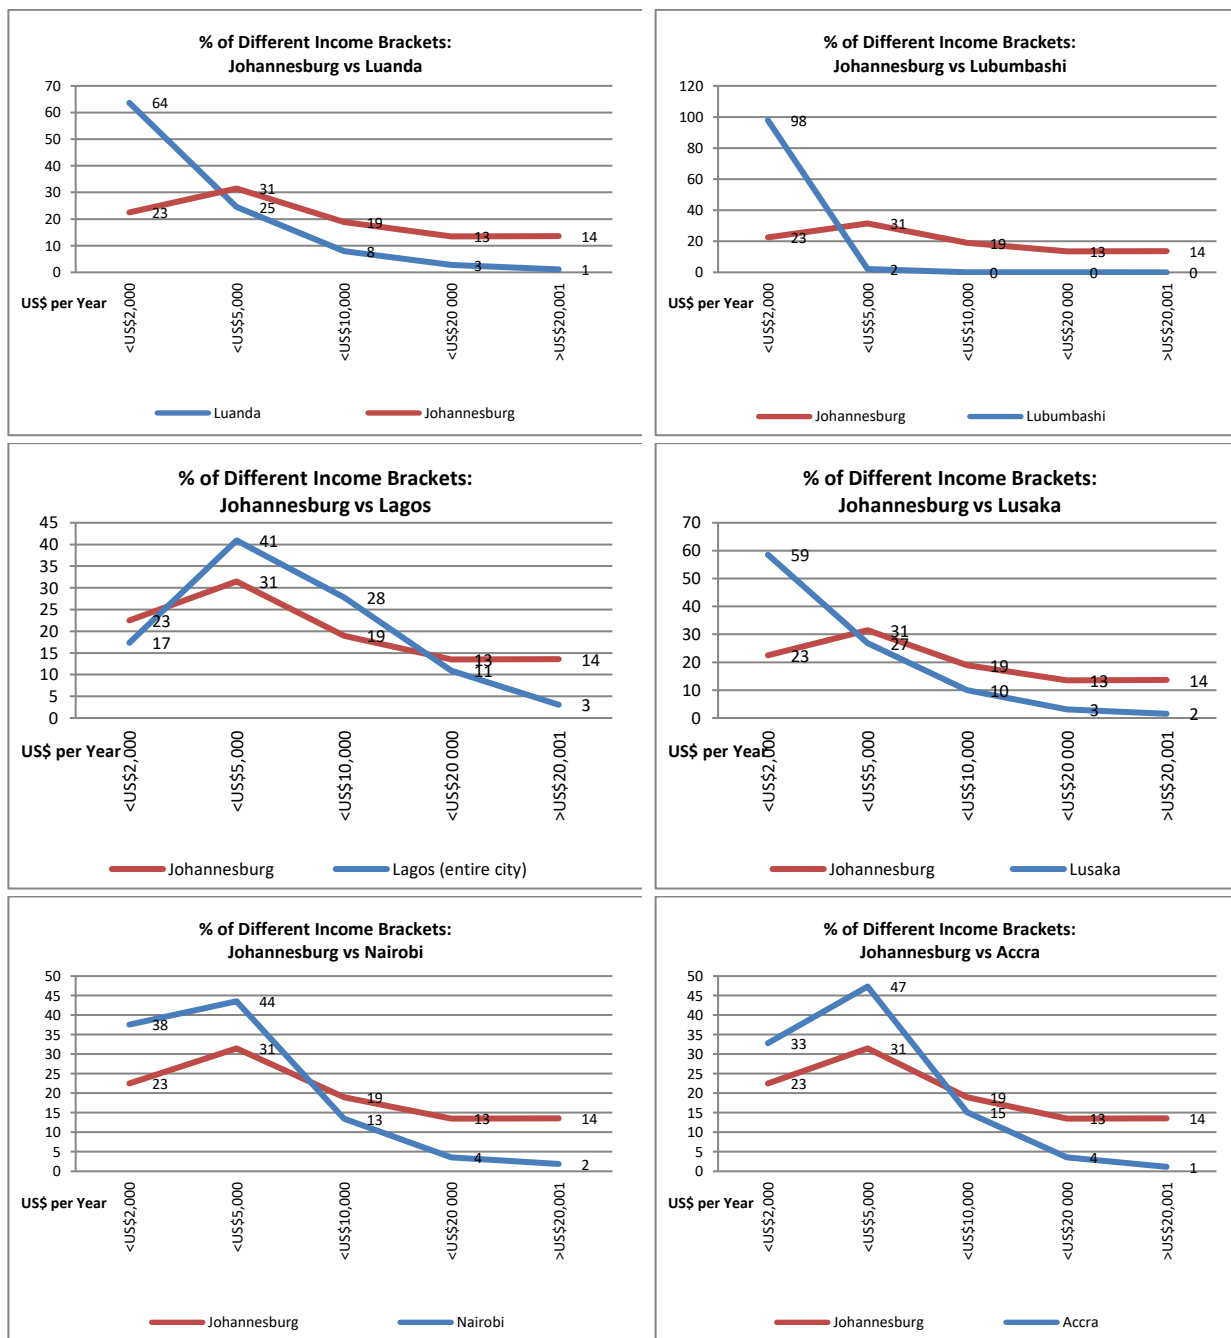 % of Different Income Brackets:
Johannesburg vs Luanda
70
60
50
40
30
20
10
0
64
23
31
25
19
8
13
3
14
1
US$ per Year
<US$2,000
<US$5,000
<US$10,000
<US$20 000
>US$20,001
Luanda
Johannesburg
% of Different Income Brackets:
Johannesburg vs Lubumbashi
120
100
80
60
40
20
0
98
23
31
2
19
0
13
0
14
0
US$ per Year
<US$2,000
<US$5,000
<US$10,000
<US$20 000
>US$20,001
Johannesburg
Lubumbashi
% of Different Income Brackets:
Johannesburg vs Lagos
45
40
35
30
25
20
15
10
5
0
23
17
41
31
28
19
13
11
14
3
US$ per Year
<US$2,000
<US$5,000
<US$10,000
<US$20 000
>US$20,001
Johannesburg
Lagos (entire city)
% of Different Income Brackets:
Johannesburg vs Lusaka
70
60
50
40
30
20
10
0
59
23
31
27
19
10
13
3
14
2
US$ per Year
<US$2,000
<US$5,000
<US$10,000
<US$20 000
>US$20,001
Johannesburg
Lusaka
% of Different Income Brackets:
Johannesburg vs Nairobi
50
45
40
35
30
25
20
15
10
5
0
38
23
44
31
19
13
13
4
14
2
US$ per Year
<US$2,000
<US$5,000
<US$10,000
<US$20 000
>US$20,001
Johannesburg
Nairobi
% of Different Income Brackets:
Johannesburg vs Accra
50
45
40
35
30
25
20
15
10
5
0
33
23
47
31
19
15
13
4
14
1
US$ per Year
<US$2,000
<US$5,000
<US$10,000
<US$20 000
>US$20,001
Johannesburg
Accra